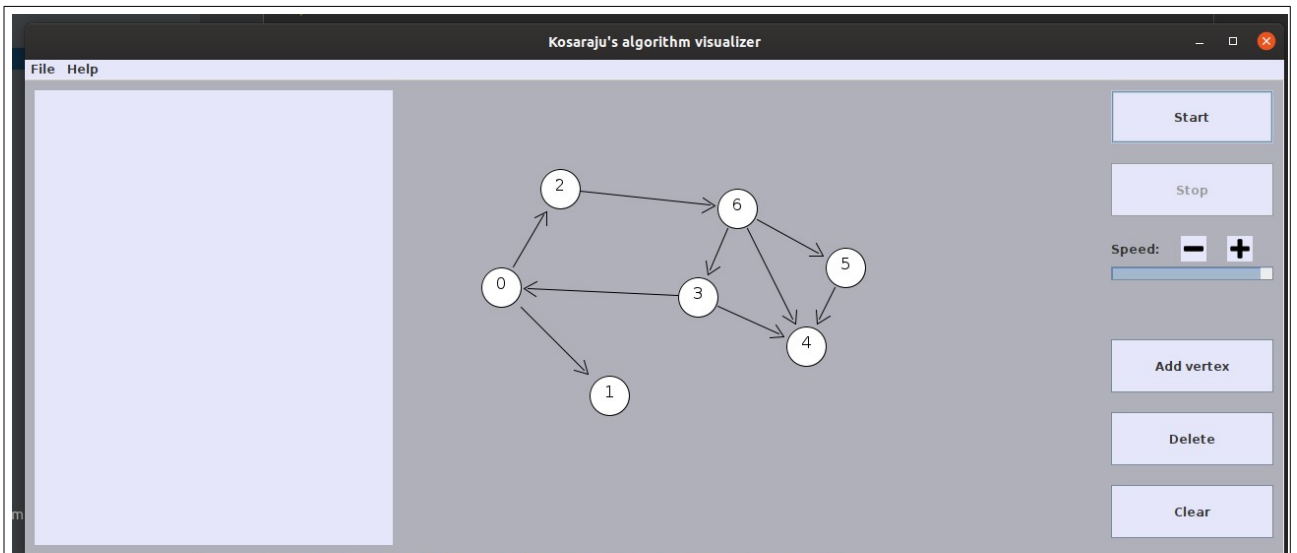 Kosaraju's algorithm visualizer
File Help
Start
Stop
Speed:
Add vertex
Delete
Clear
2
6
5
0
3
4
1
m